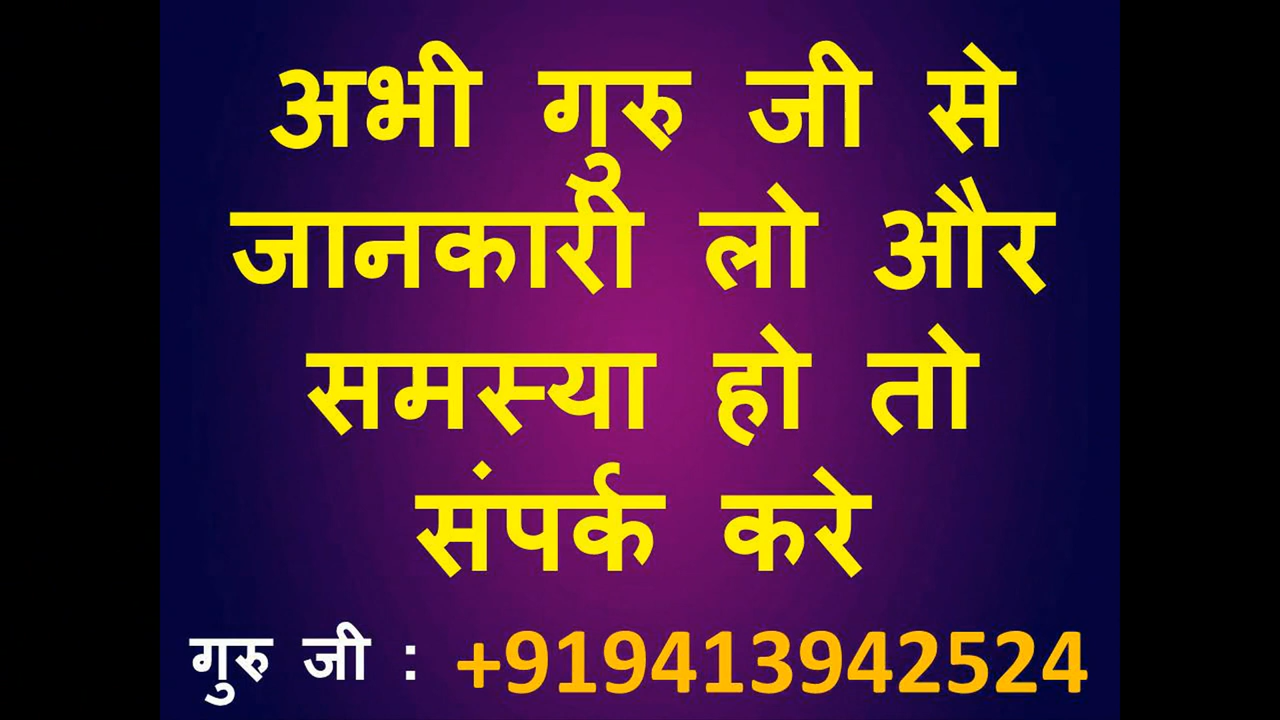 अभी गुरु जी से
जानकारी लो और
समस्या हो तो
संपर्क करे
गुरु जी : +919413942524